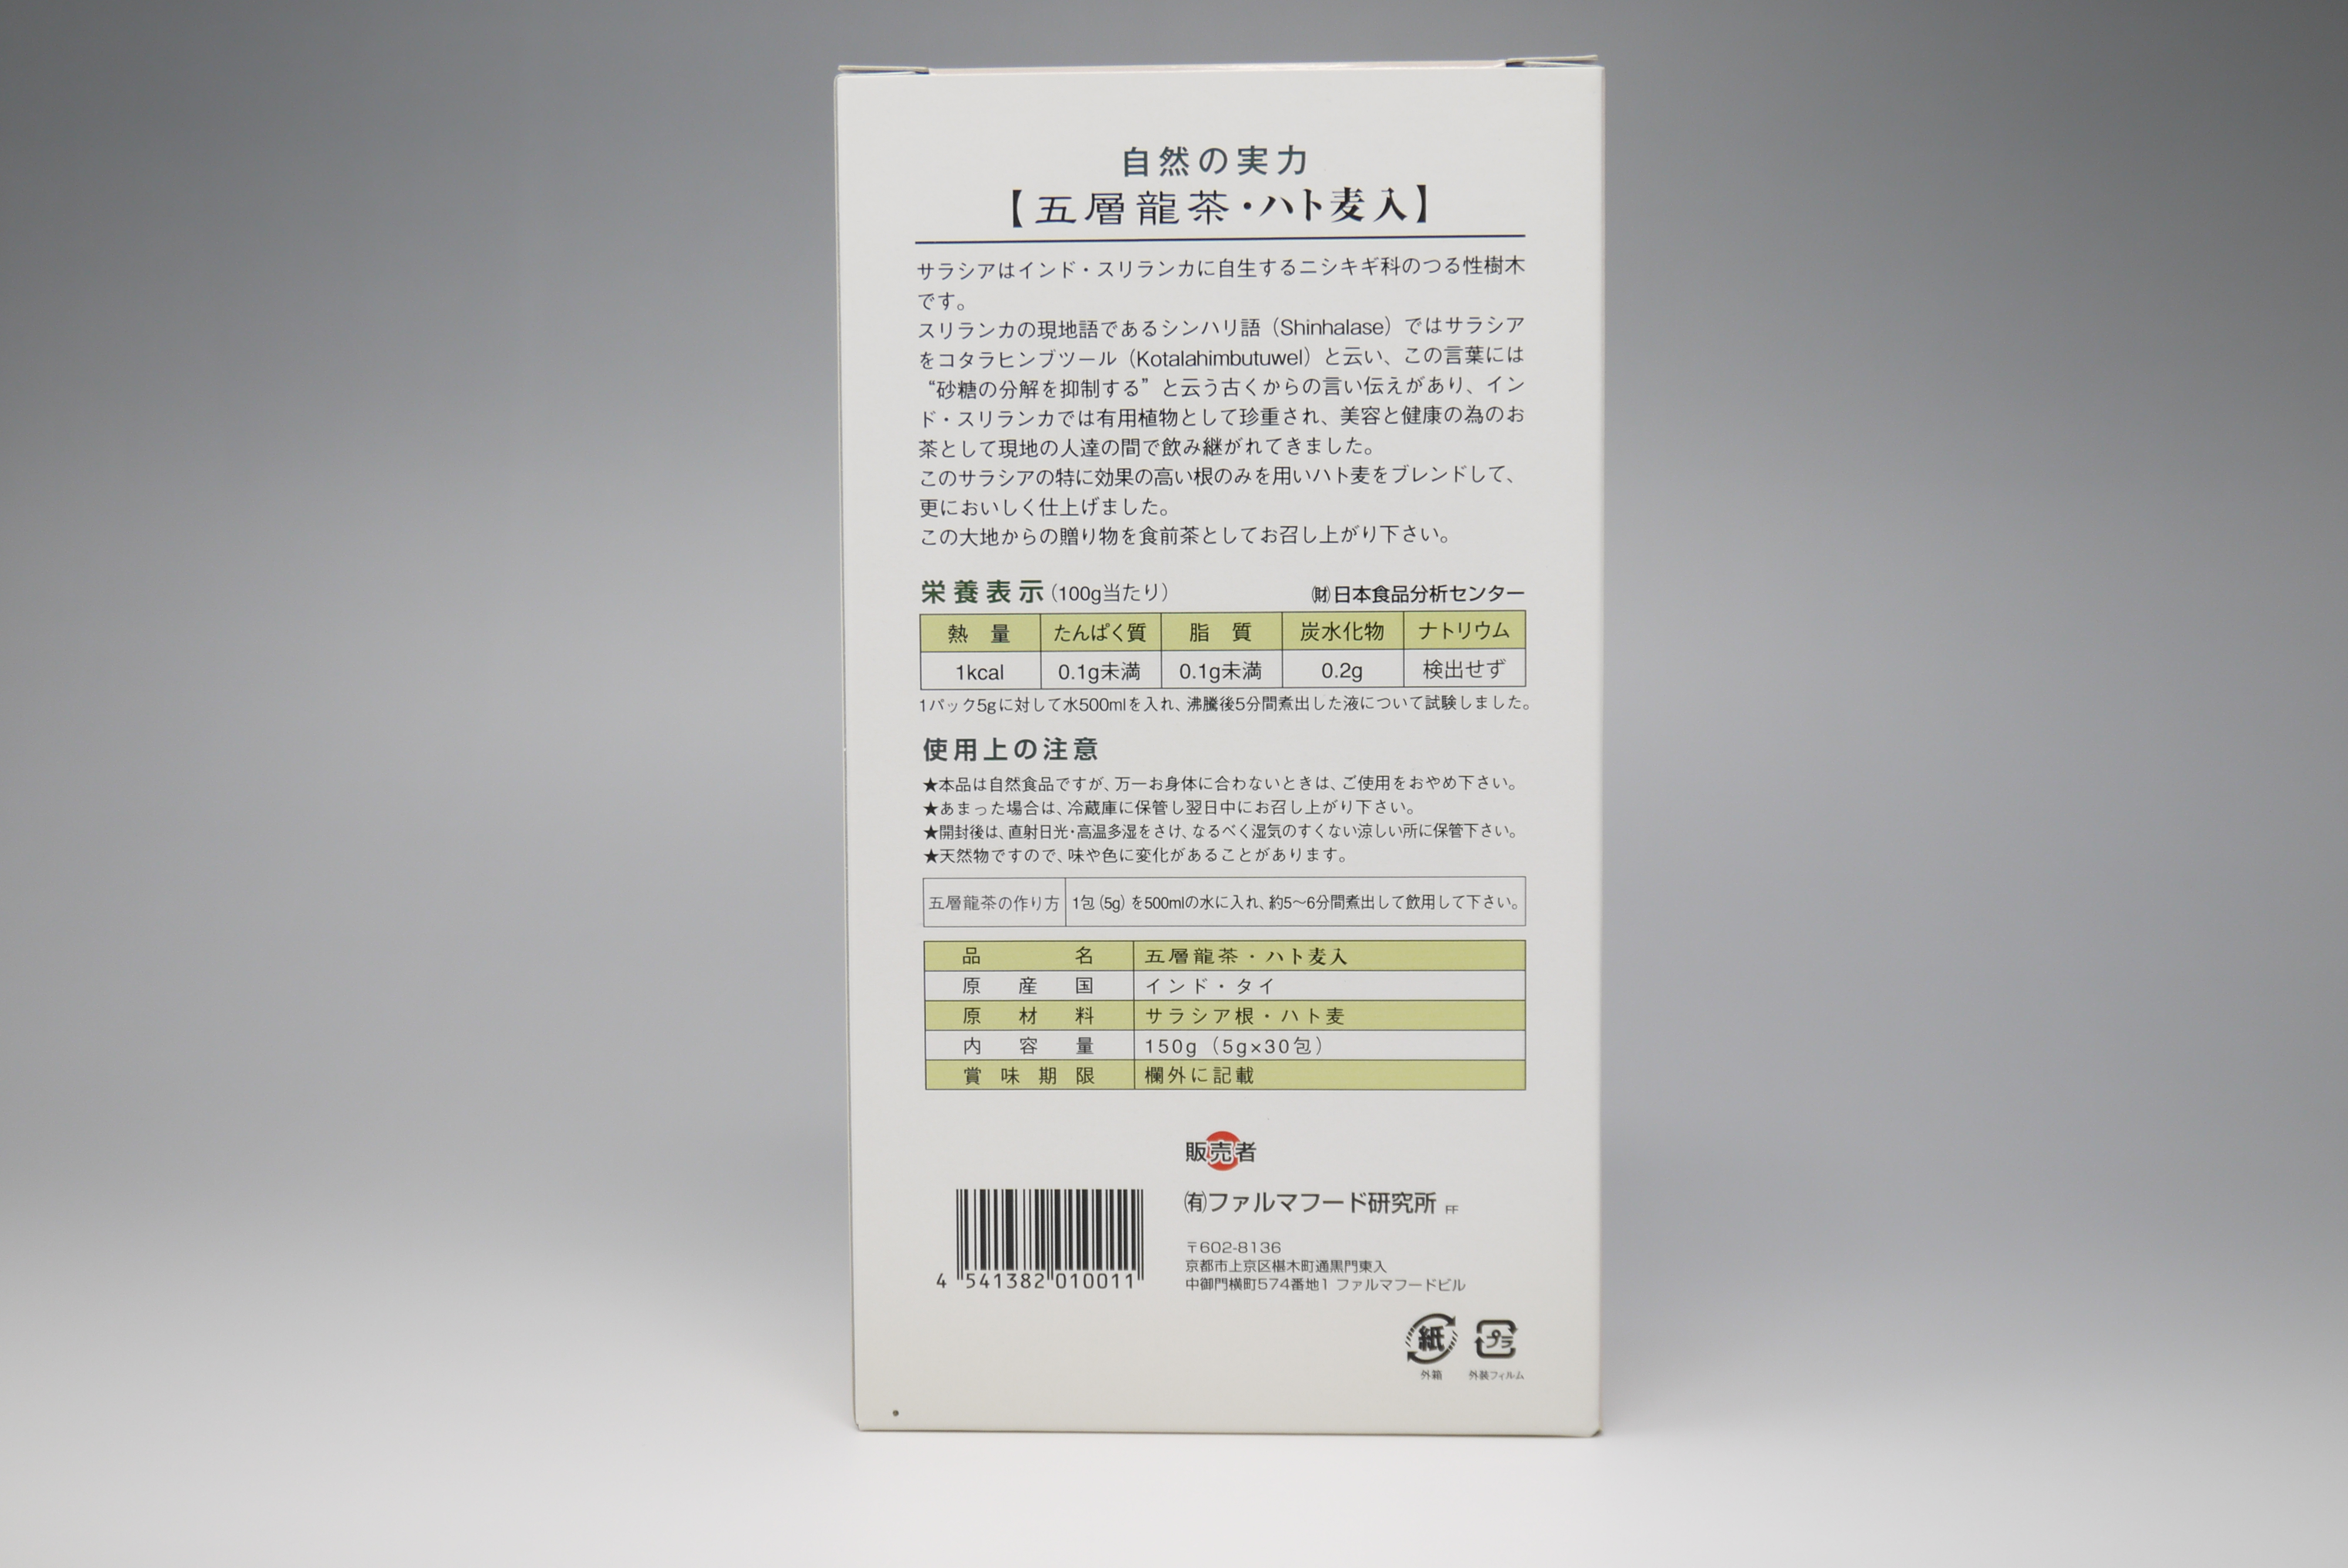 自然の実力
【五層龍茶・ハト麦入】
サラシアはインド・スリランカに自生するニシキギ科のつる性樹木
です。
スリランカの現地語であるシンハリ語（Shinhalase）ではサラシア
をコタラヒンブツール（Kotalahimbutuwel）と云い、この言葉には
“砂糖の分解を抑制する”と云う古くからの言い伝えがあり、イン
ド・スリランカでは有用植物として珍重され、美容と健康の為のお
茶として現地の人達の間で飲み継がれてきました。
このサラシアの特に効果の高い根のみを用いハト麦をブレンドして、
更においしく仕上げました。
この大地からの贈り物を食前茶としてお召し上がり下さい。
栄養表示（100g当たり） ㈶日本食品分析センター
熱量 たんぱく質 脂質 炭水化物 ナトリウム
1kcal 0.1g未満 0.1g未満 0.2g 検出せず
1パック5gに対して水500mlを入れ、沸騰後5分間煮出した液について試験しました。
使用上の注意
★本品は自然食品ですが、万一お身体に合わないときは、ご使用をおやめ下さい。
★あまった場合は、冷蔵庫に保管し翌日中にお召し上がり下さい。
★開封後は、直射日光・高温多湿をさけ、なるべく湿気のすくない涼しい所に保管下さい。
★天然物ですので、味や色に変化があることがあります。
五層龍茶の作り方 1包（5g）を500mlの水に入れ、約5〜6分間煮出して飲用して下さい。
品名 五層龍茶・ハト麦入
原産国 インド・タイ
原材料 サラシア根・ハト麦
内容量 150g（5g×30包）
賞味期限 欄外に記載
販売者
㈲ファルマフード研究所 FF
〒602-8136
京都市上京区椹木町通黒門東入
中御門横町574番地1 ファルマフードビル
4 541382 010011
紙 プラ
外箱 外装フィルム